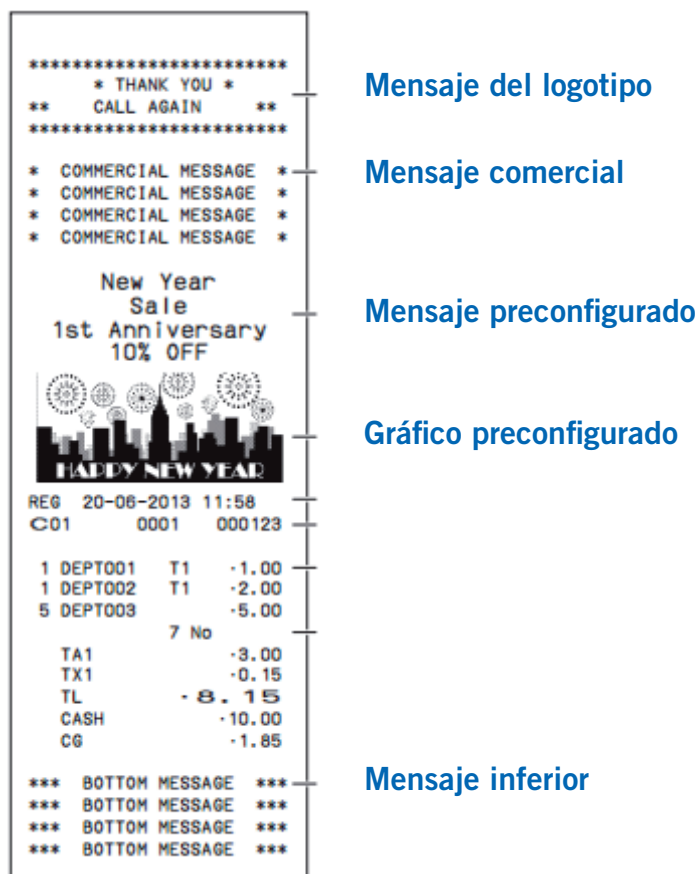 ************************
* THANK YOU *
** CALL AGAIN **
************************
Mensaje del logotipo
* COMMERCIAL MESSAGE *
* COMMERCIAL MESSAGE *
* COMMERCIAL MESSAGE *
* COMMERCIAL MESSAGE *
Mensaje comercial
New Year
Sale
1st Anniversary
10% OFF
Mensaje preconfigurado
HAPPY NEW YEAR
Gráfico preconfigurado
REG 20-06-2013 11:58
C01 0001 000123
1 DEPT001 T1 ·1.00
1 DEPT002 T1 ·2.00
5 DEPT003 ·5.00
7 No
TA1 ·3.00
TX1 ·0.15
TL ·8.15
CASH ·10.00
CG ·1.85
*** BOTTOM MESSAGE ***
*** BOTTOM MESSAGE ***
*** BOTTOM MESSAGE ***
*** BOTTOM MESSAGE ***
Mensaje inferior